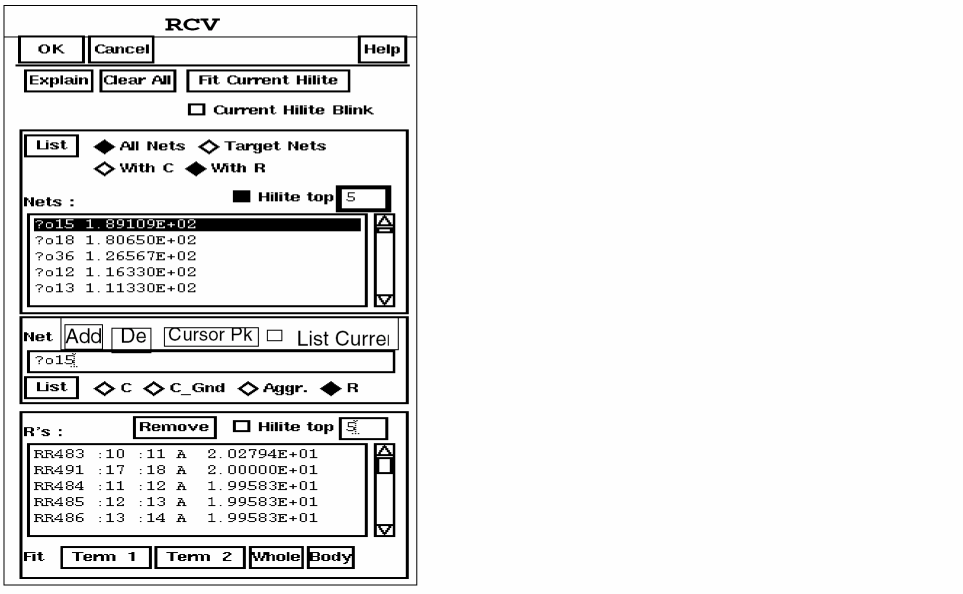 RCV
OK Cancel Help
Explain Clear All Fit Current Hilite
Current Hilite Blink
List All Nets Target Nets
With C With R
Nets : Hilite top 5
?o15 1.89109E+02
?o18 1.80650E+02
?o36 1.26567E+02
?o12 1.16330E+02
?o13 1.11330E+02
Net Add De Cursor Pk List Curre
?o15
List C C_Gnd Aggr. R
R's : Remove Hilite top 5
RR483 :10 :11 A 2.02794E+01
RR491 :17 :18 A 2.00000E+01
RR484 :11 :12 A 1.99583E+01
RR485 :12 :13 A 1.99583E+01
RR486 :13 :14 A 1.99583E+01
Fit Term 1 Term 2 Whole Body